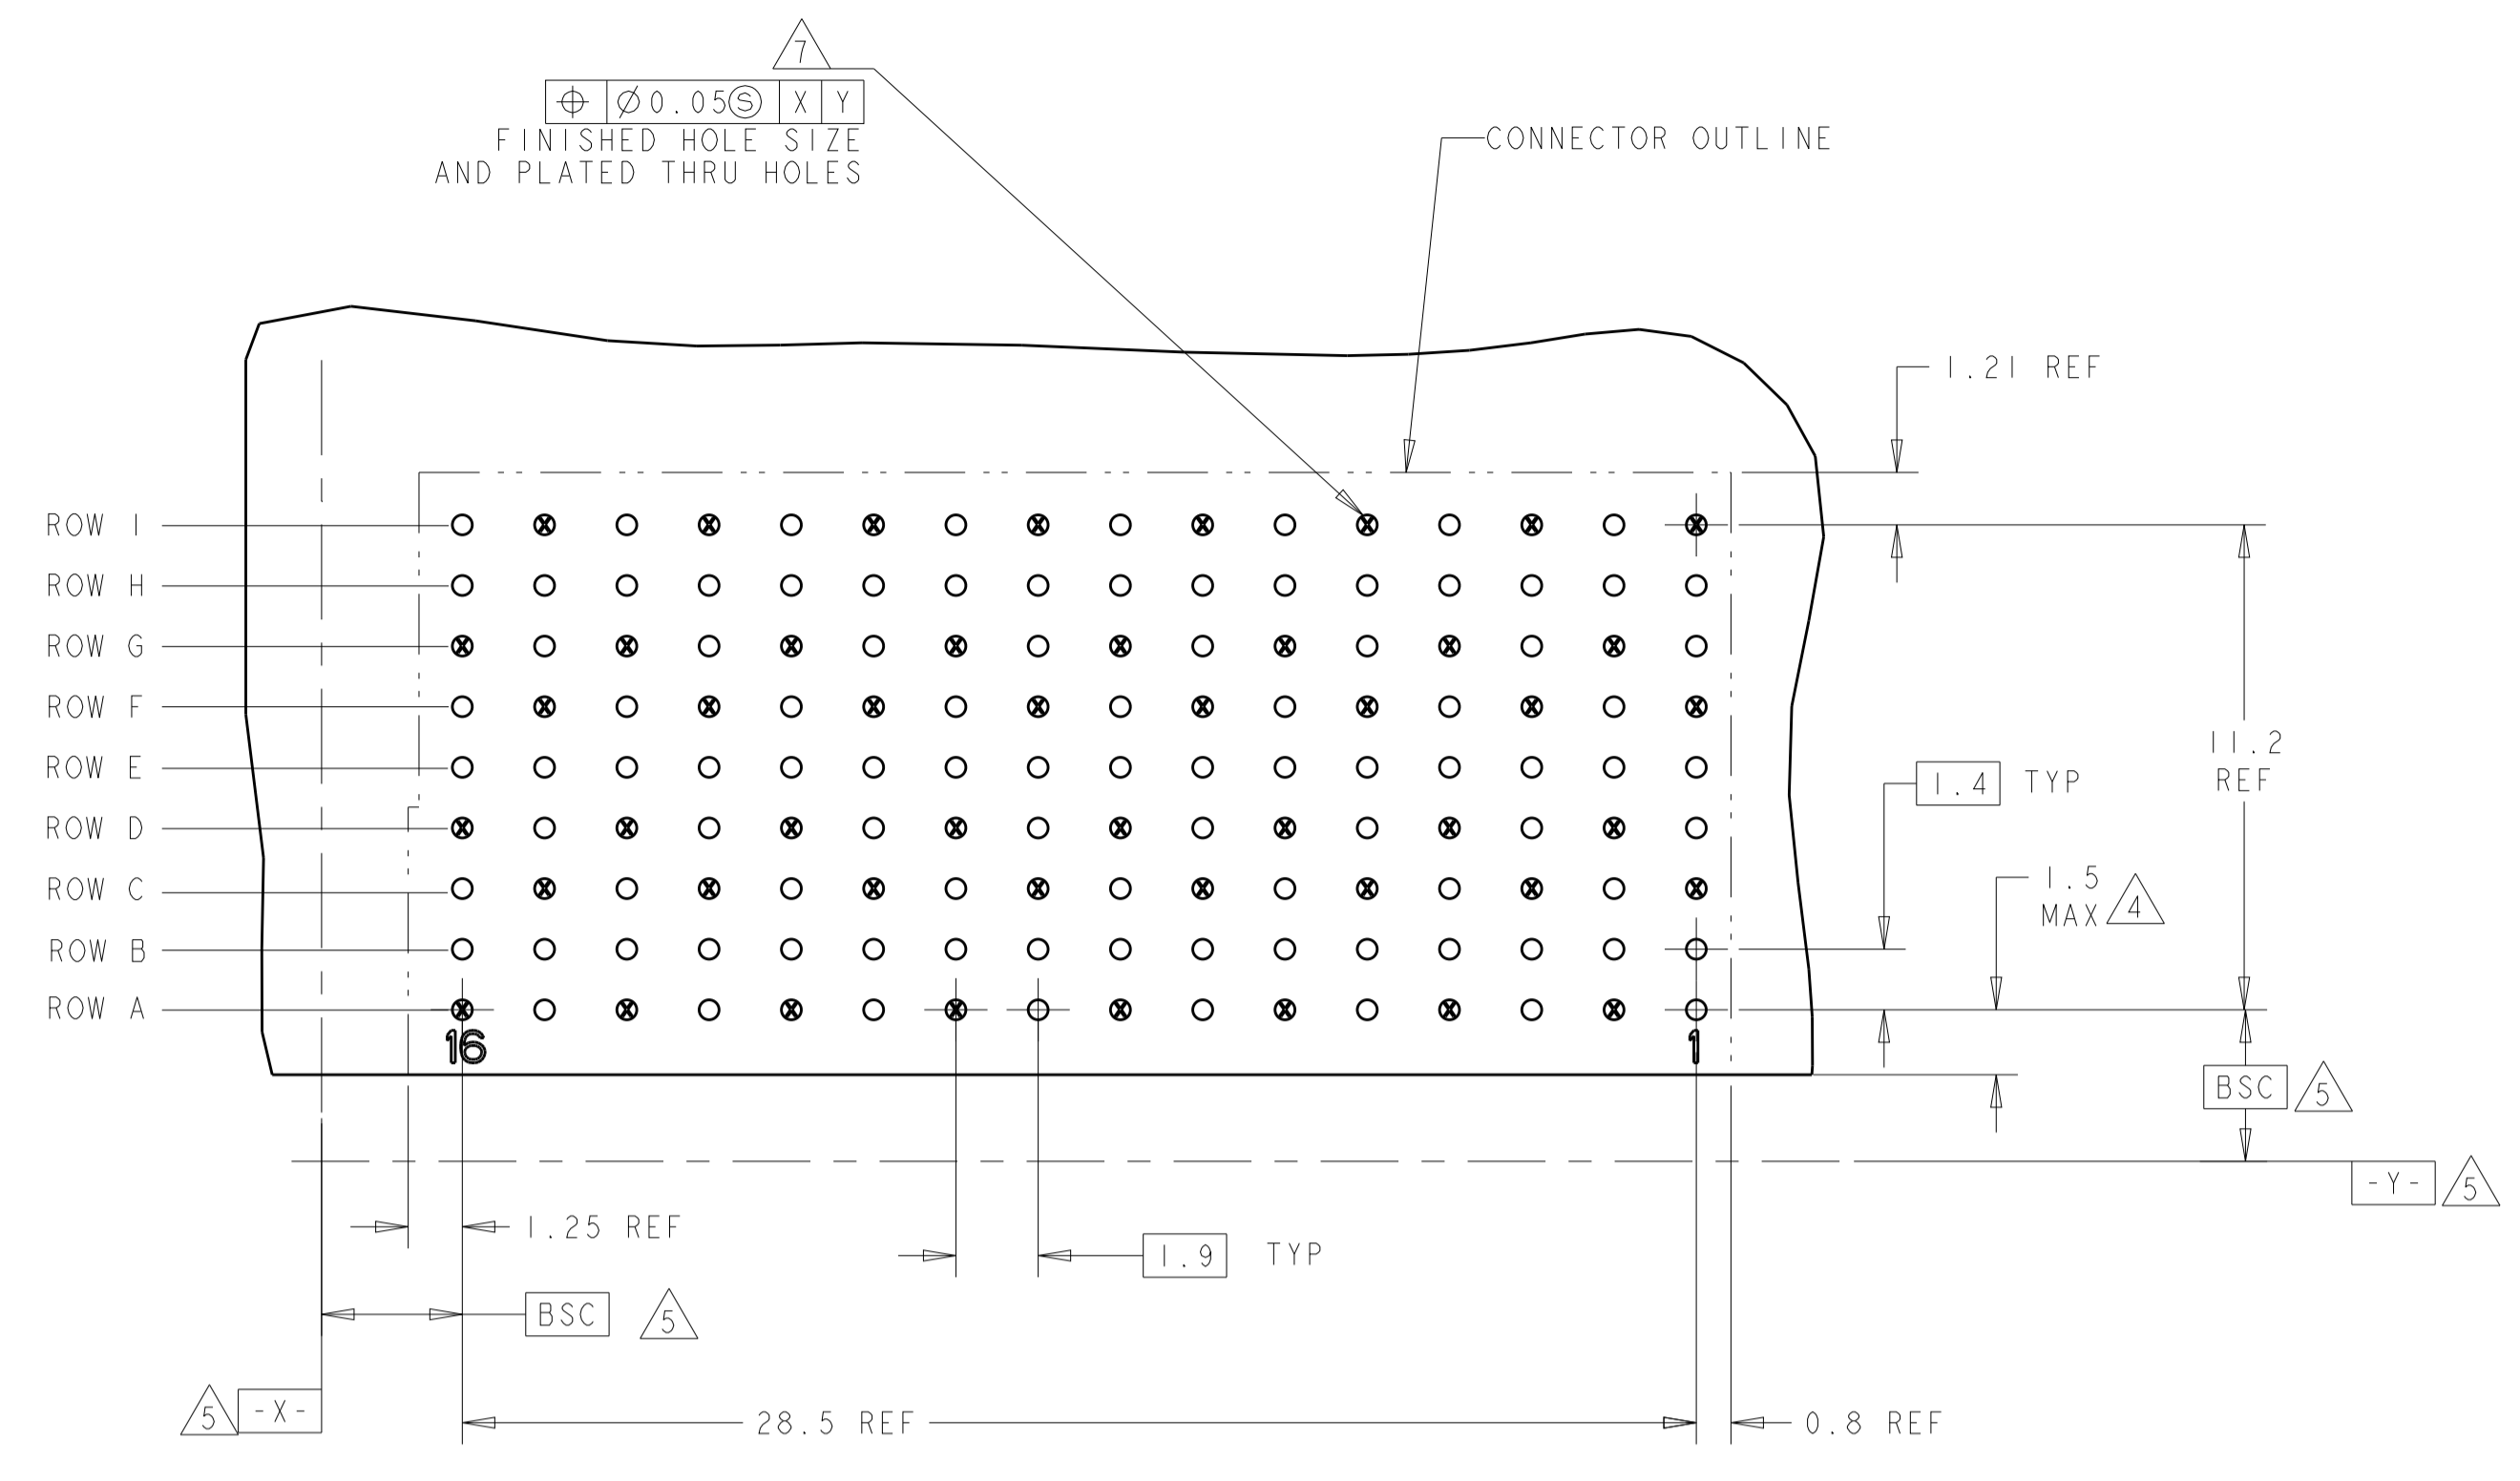 7
⌖ ⌀0.05Ⓢ X Y
FINISHED HOLE SIZE
AND PLATED THRU HOLES
CONNECTOR OUTLINE
1.21 REF
ROW I
ROW H
ROW G
ROW F
ROW E
ROW D
ROW C
ROW B
ROW A
11.2
REF
1.4 TYP
1.5
MAX 4
16
1
BSC 5
-Y- 5
1.25 REF
1.9 TYP
BSC 5
5 -X-
28.5 REF
0.8 REF